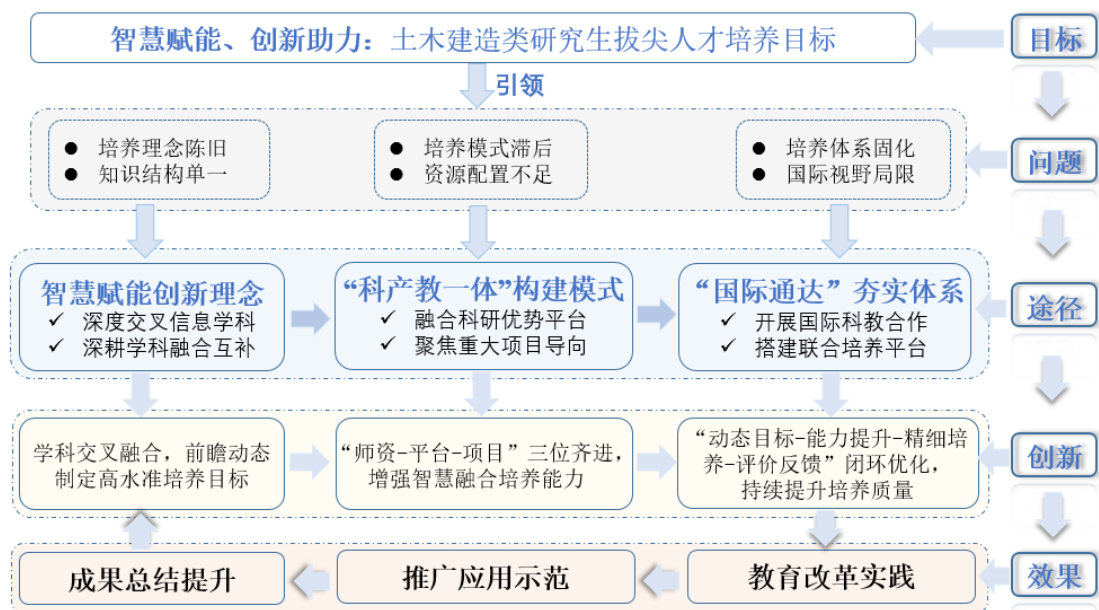 智慧赋能、创新助力：土木建造类研究生拔尖人才培养目标
目标
引领
● 培养理念陈旧
● 知识结构单一
● 培养模式滞后
● 资源配置不足
● 培养体系固化
● 国际视野局限
问题
智慧赋能创新理念
✓ 深度交叉信息学科
✓ 深耕学科融合互补
“科产教一体”构建模式
✓ 融合科研优势平台
✓ 聚焦重大项目导向
“国际通达”夯实体系
✓ 开展国际科教合作
✓ 搭建联合培养平台
途径
学科交叉融合，前瞻动态
制定高水准培养目标
“师资-平台-项目”三位齐进，
增强智慧融合培养能力
“动态目标-能力提升-精细培
养-评价反馈”闭环优化，
持续提升培养质量
创新
成果总结提升
推广应用示范
教育改革实践
效果